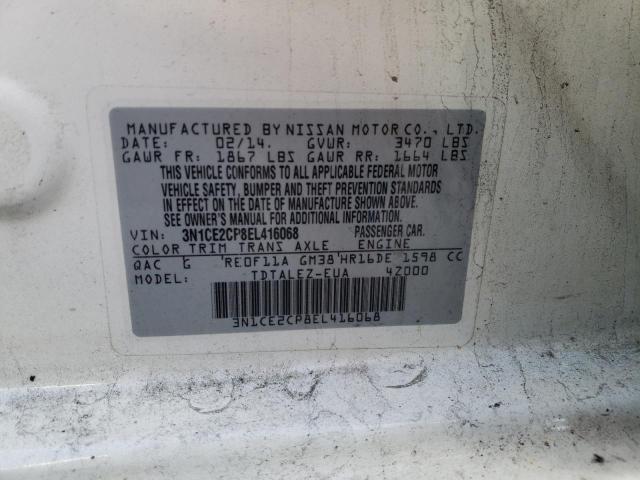 MANUFACTURED BY NISSAN MOTOR CO., LTD.
DATE: 02/14. GVWR: 3470 LBS
GAWR FR: 1867 LBS GAWR RR: 1664 LBS
THIS VEHICLE CONFORMS TO ALL APPLICABLE FEDERAL MOTOR
VEHICLE SAFETY, BUMPER AND THEFT PREVENTION STANDARDS
IN EFFECT ON THE DATE OF MANUFACTURE SHOWN ABOVE.
SEE OWNER'S MANUAL FOR ADDITIONAL INFORMATION.
VIN: 3N1CE2CP8EL416068 PASSENGER CAR.
COLOR TRIM TRANS AXLE ENGINE
QAC G RE0F11A GM38 HR16DE 1598 CC
MODEL: TDTALEZ-EUA 4Z000
3N1CE2CP8EL416068